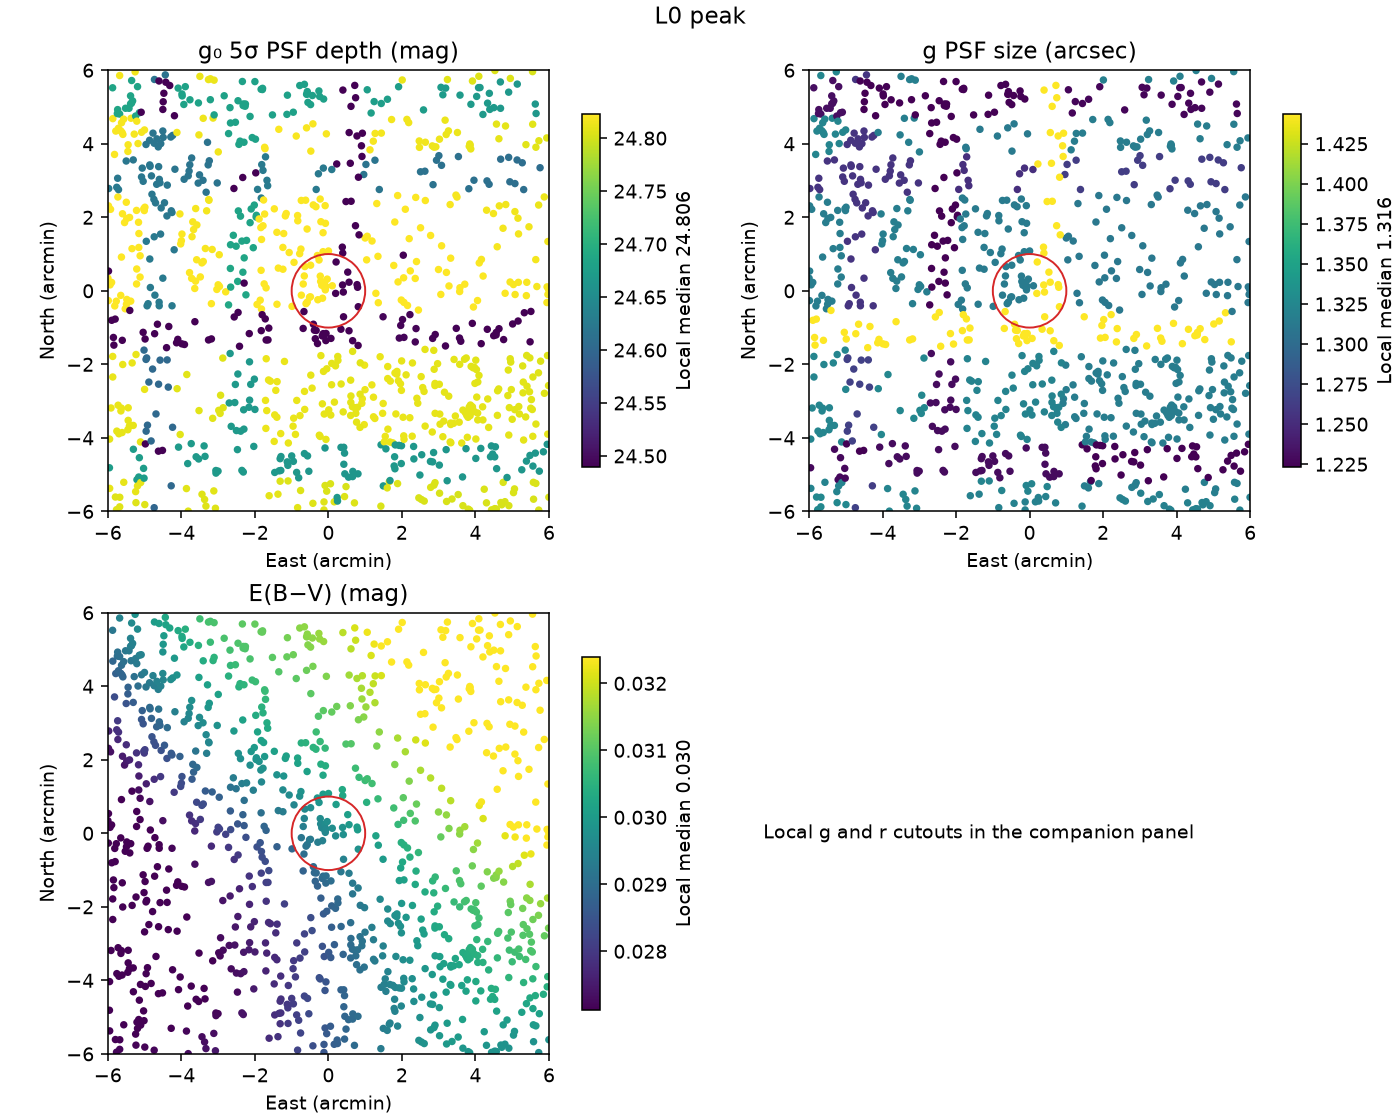 L0 peak
g₀ 5σ PSF depth (mag)
6
4
2
0
−2
−4
−6
North (arcmin)
−6 −4 −2 0 2 4 6
East (arcmin)
24.80
24.75
24.70
24.65
24.60
24.55
24.50
Local median 24.806
g PSF size (arcsec)
6
4
2
0
−2
−4
−6
North (arcmin)
−6 −4 −2 0 2 4 6
East (arcmin)
1.425
1.400
1.375
1.350
1.325
1.300
1.275
1.250
1.225
Local median 1.316
E(B−V) (mag)
6
4
2
0
−2
−4
−6
North (arcmin)
−6 −4 −2 0 2 4 6
East (arcmin)
0.032
0.031
0.030
0.029
0.028
Local median 0.030
Local g and r cutouts in the companion panel